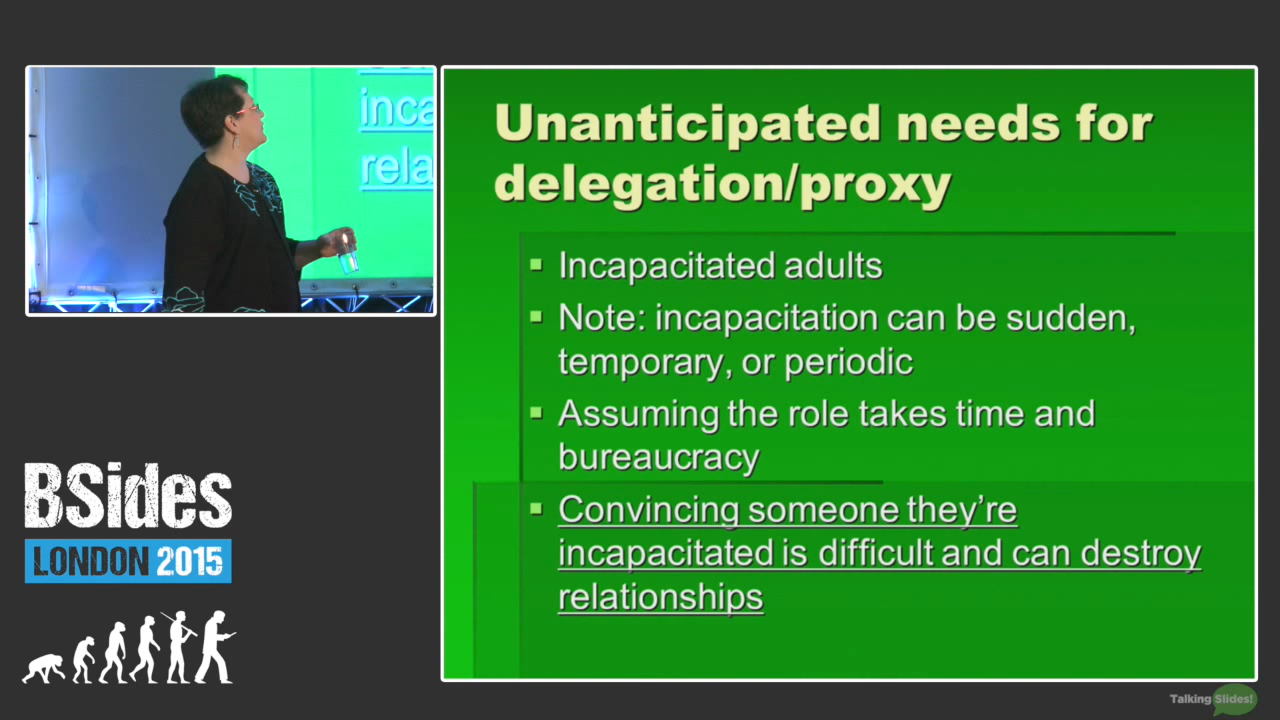 inca
rela
Unanticipated needs for
delegation/proxy
▪ Incapacitated adults
▪ Note: incapacitation can be sudden,
temporary, or periodic
▪ Assuming the role takes time and
bureaucracy
▪ Convincing someone they're
incapacitated is difficult and can destroy
relationships
BSides
LONDON 2015
Talking Slides!